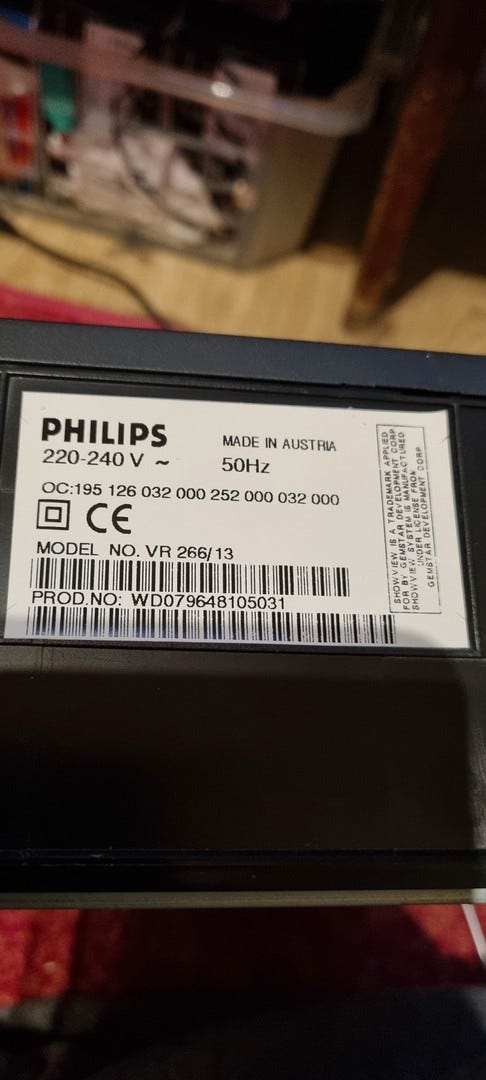 PHILIPS
MADE IN AUSTRIA
220-240 V ~
50Hz
OC:195 126 032 000 252 000 032 000
CE
MODEL NO. VR 266/13
PROD.NO: WD079648105031
SHOWVIEW IS A TRADEMARK APPLIED
FOR BY GEMSTAR DEVELOPMENT CORP.
SHOWVIEW SYSTEM IS MANUFACTURED
UNDER LICENSE FROM
GEMSTAR DEVELOPMENT CORP.